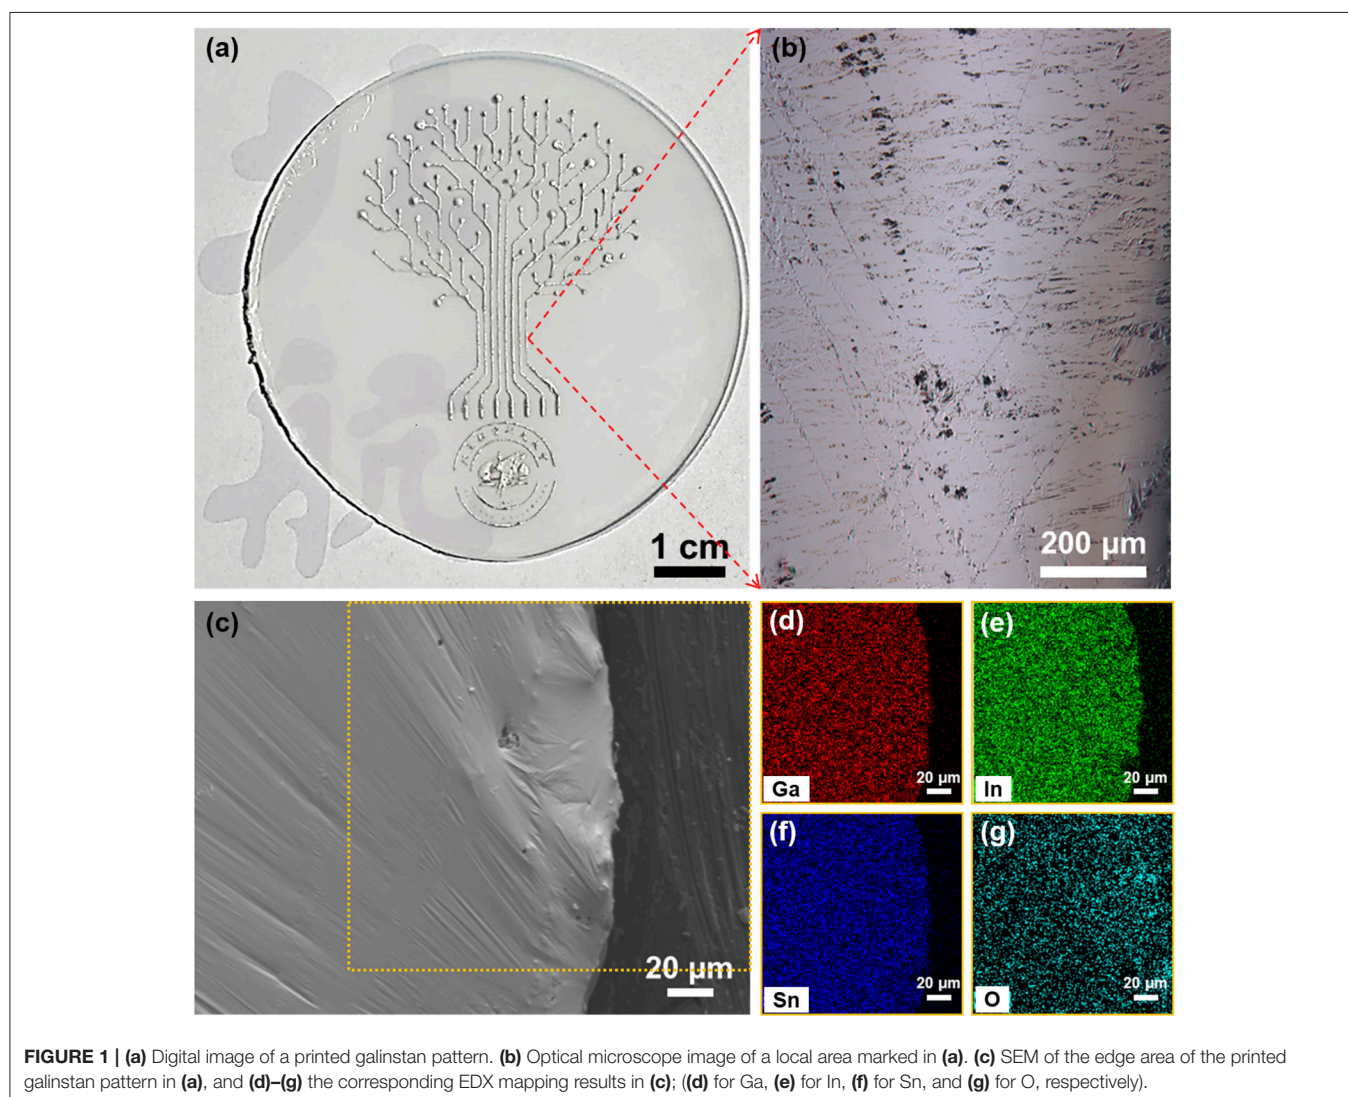 (a)
(b)
1 cm
200 µm
(c)
20 µm
(d)
Ga
20 µm
(e)
In
20 µm
(f)
Sn
20 µm
(g)
O
20 µm
FIGURE 1 | (a) Digital image of a printed galinstan pattern. (b) Optical microscope image of a local area marked in (a). (c) SEM of the edge area of the printed
galinstan pattern in (a), and (d)–(g) the corresponding EDX mapping results in (c); ((d) for Ga, (e) for In, (f) for Sn, and (g) for O, respectively).